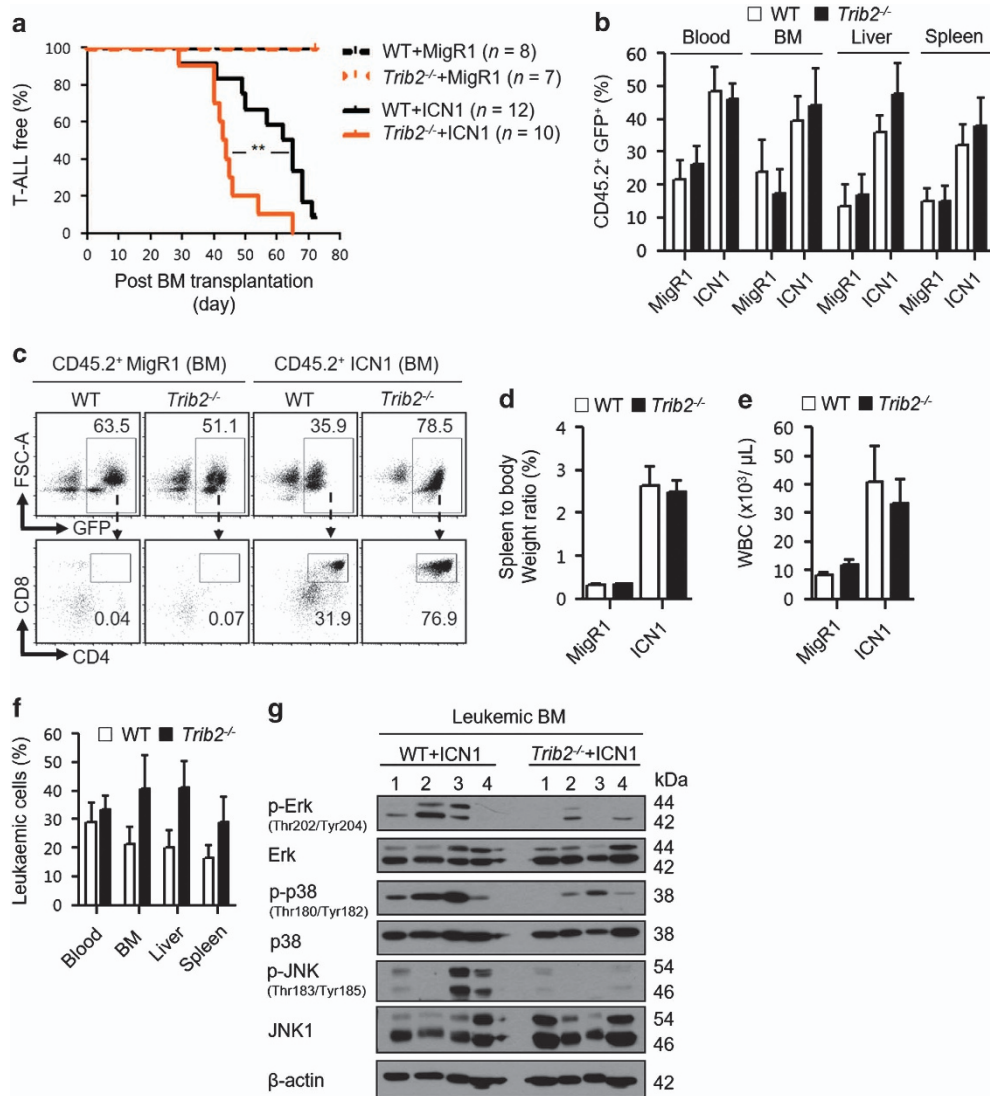 a
T-ALL free (%)
100
80
60
40
20
0
**
0 10 20 30 40 50 60 70 80
Post BM transplantation
(day)
WT+MigR1 (n = 8)
Trib2-/-+MigR1 (n = 7)
WT+ICN1 (n = 12)
Trib2-/-+ICN1 (n = 10)
b
WT Trib2-/-
Blood BM Liver Spleen
CD45.2+ GFP+ (%)
60
50
40
30
20
10
0
MigR1 ICN1 MigR1 ICN1 MigR1 ICN1 MigR1 ICN1
c
CD45.2+ MigR1 (BM) CD45.2+ ICN1 (BM)
WT Trib2-/- WT Trib2-/-
63.5 51.1 35.9 78.5
FSC-A
GFP
CD8
0.04 0.07 31.9 76.9
CD4
d
WT Trib2-/-
Spleen to body
Weight ratio (%)
4
3
2
1
0
MigR1 ICN1
e
WT Trib2-/-
WBC (x10³/ µL)
60
50
40
30
20
10
0
MigR1 ICN1
f
WT Trib2-/-
Leukaemic cells (%)
60
50
40
30
20
10
0
Blood BM Liver Spleen
g
Leukemic BM
WT+ICN1 Trib2-/-+ICN1
1 2 3 4 1 2 3 4 kDa
p-Erk 44
(Thr202/Tyr204) 42
Erk 44
42
p-p38 38
(Thr180/Tyr182)
p38 38
p-JNK 54
(Thr183/Tyr185) 46
JNK1 54
46
β-actin 42